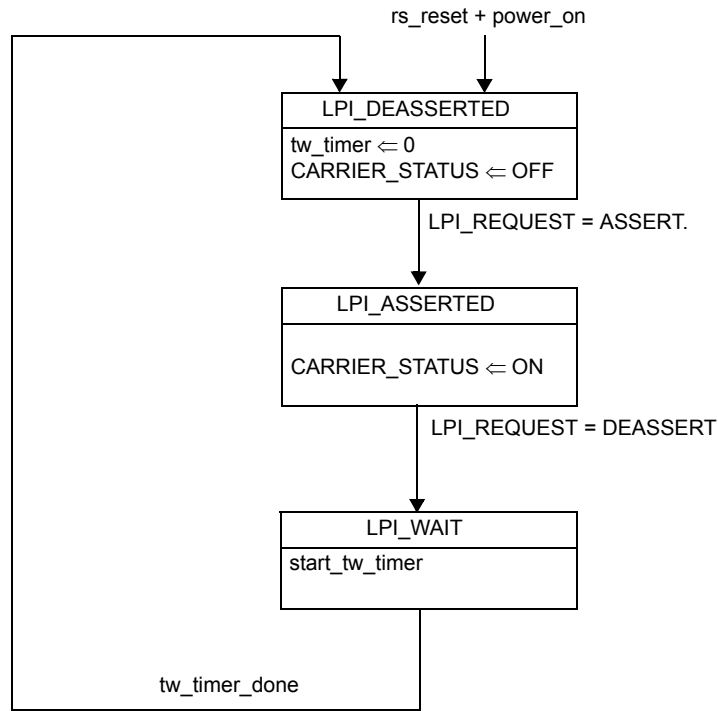 rs_reset + power_on
LPI_DEASSERTED
tw_timer ⇐ 0
CARRIER_STATUS ⇐ OFF
LPI_REQUEST = ASSERT.
LPI_ASSERTED
CARRIER_STATUS ⇐ ON
LPI_REQUEST = DEASSERT
LPI_WAIT
start_tw_timer
tw_timer_done